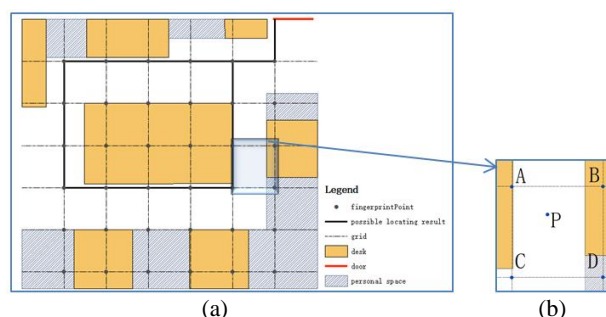 Legend
fingerprintPoint
possible locating result
grid
desk
door
personal space
A
B
P
C
D
(a)
(b)